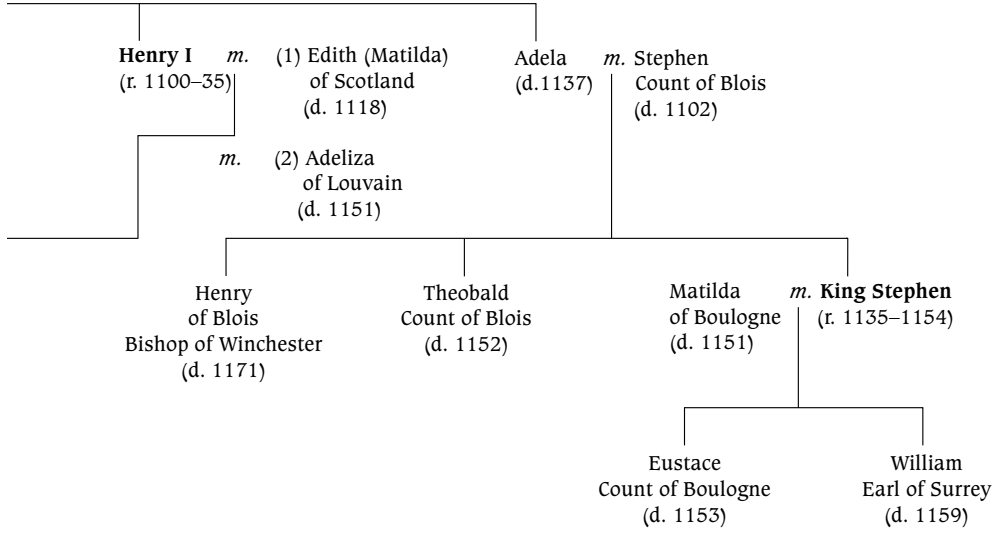 Henry I m. (1) Edith (Matilda)
(r. 1100–35) of Scotland
(d. 1118)
Adela m. Stephen
(d.1137) Count of Blois
(d. 1102)
m. (2) Adeliza
of Louvain
(d. 1151)
Henry
of Blois
Bishop of Winchester
(d. 1171)
Theobald
Count of Blois
(d. 1152)
Matilda m. King Stephen
of Boulogne (r. 1135–1154)
(d. 1151)
Eustace
Count of Boulogne
(d. 1153)
William
Earl of Surrey
(d. 1159)